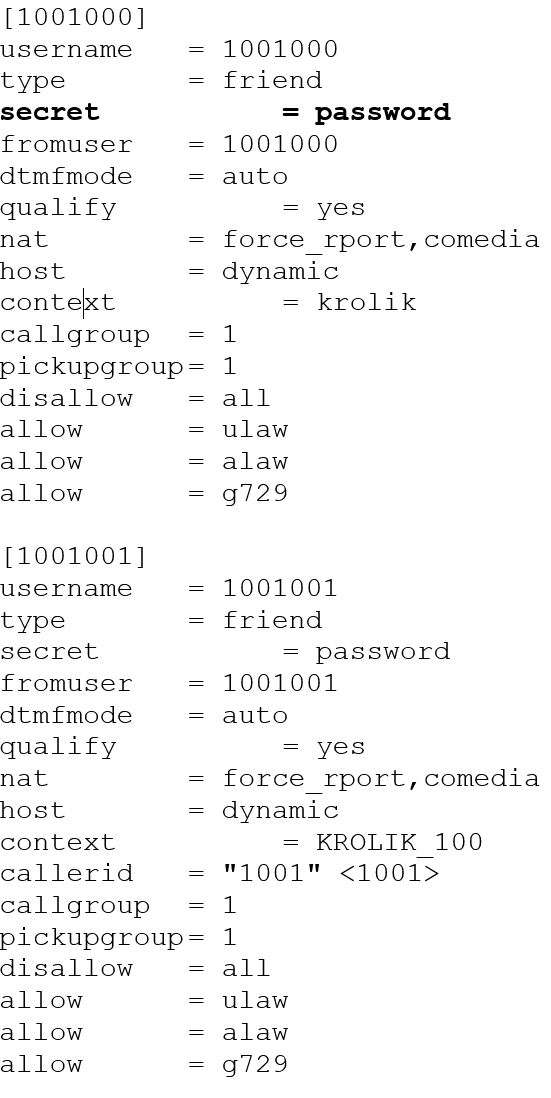 [1001000]
username = 1001000
type = friend
secret = password
fromuser = 1001000
dtmfmode = auto
qualify = yes
nat = force_rport,comedia
host = dynamic
context = krolik
callgroup = 1
pickupgroup= 1
disallow = all
allow = ulaw
allow = alaw
allow = g729
[1001001]
username = 1001001
type = friend
secret = password
fromuser = 1001001
dtmfmode = auto
qualify = yes
nat = force_rport,comedia
host = dynamic
context = KROLIK_100
callerid = "1001" <1001>
callgroup = 1
pickupgroup= 1
disallow = all
allow = ulaw
allow = alaw
allow = g729